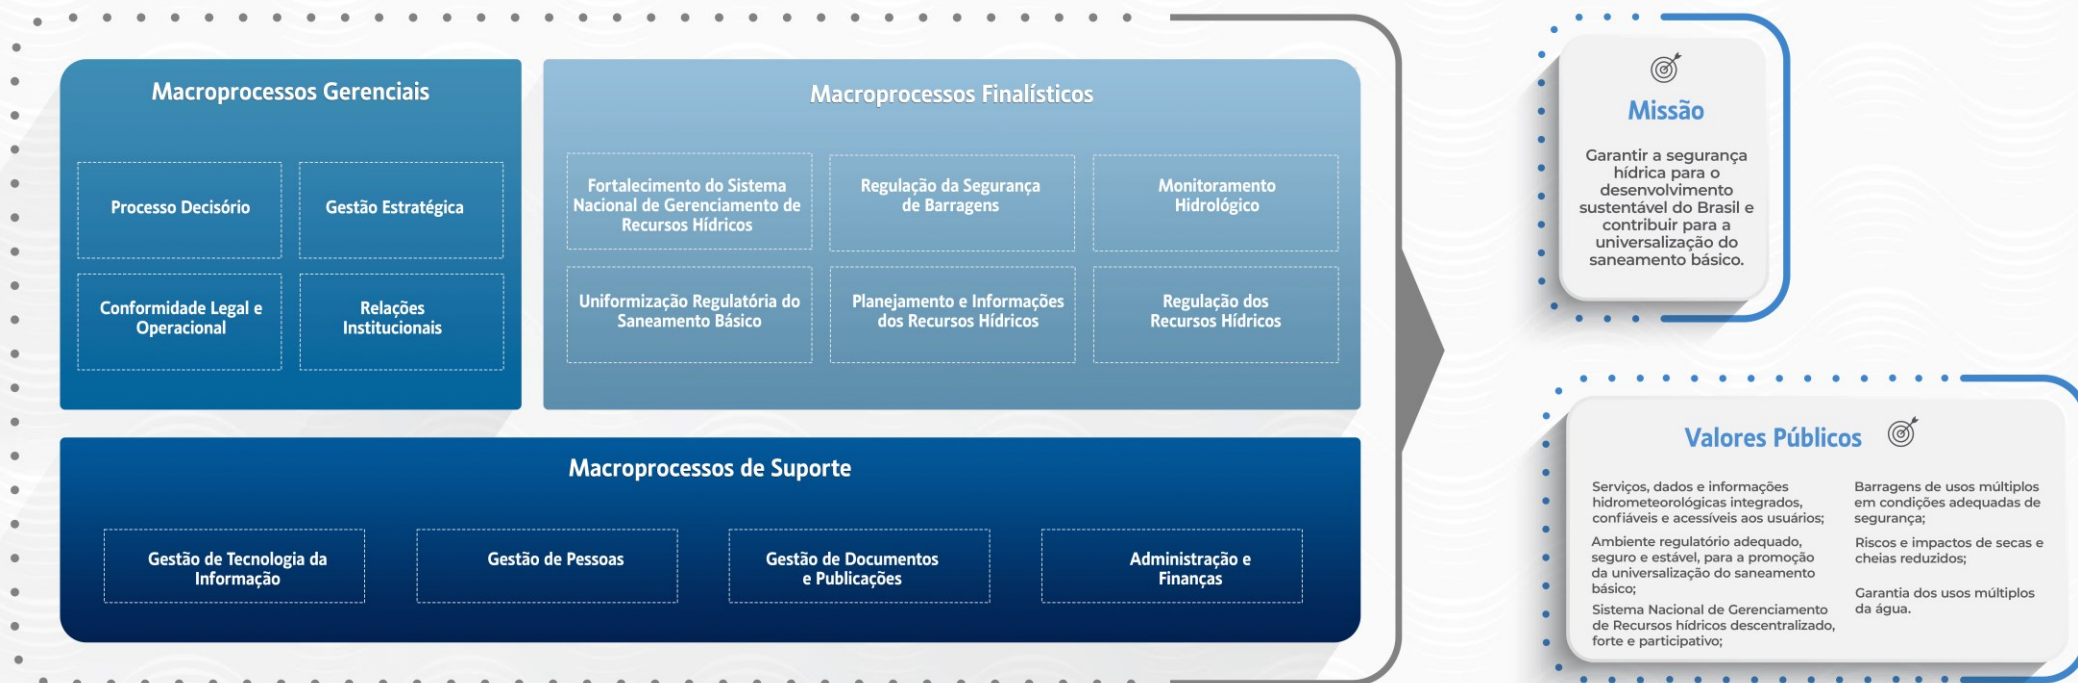 Macroprocessos Gerenciais
Processo Decisório
Gestão Estratégica
Conformidade Legal e
Operacional
Relações
Institucionais
Macroprocessos Finalísticos
Fortalecimento do Sistema
Nacional de Gerenciamento de
Recursos Hídricos
Regulação da Segurança
de Barragens
Monitoramento
Hidrológico
Uniformização Regulatória do
Saneamento Básico
Planejamento e Informações
dos Recursos Hídricos
Regulação dos
Recursos Hídricos
Macroprocessos de Suporte
Gestão de Tecnologia da
Informação
Gestão de Pessoas
Gestão de Documentos
e Publicações
Administração e
Finanças
Missão
Garantir a segurança
hídrica para o
desenvolvimento
sustentável do Brasil e
contribuir para a
universalização do
saneamento básico.
Valores Públicos
Serviços, dados e informações
hidrometeorológicas integrados,
confiáveis e acessíveis aos usuários;
Ambiente regulatório adequado,
seguro e estável, para a promoção
da universalização do saneamento
básico;
Sistema Nacional de Gerenciamento
de Recursos hídricos descentralizado,
forte e participativo;
Barragens de usos múltiplos
em condições adequadas de
segurança;
Riscos e impactos de secas e
cheias reduzidos;
Garantia dos usos múltiplos
da água.